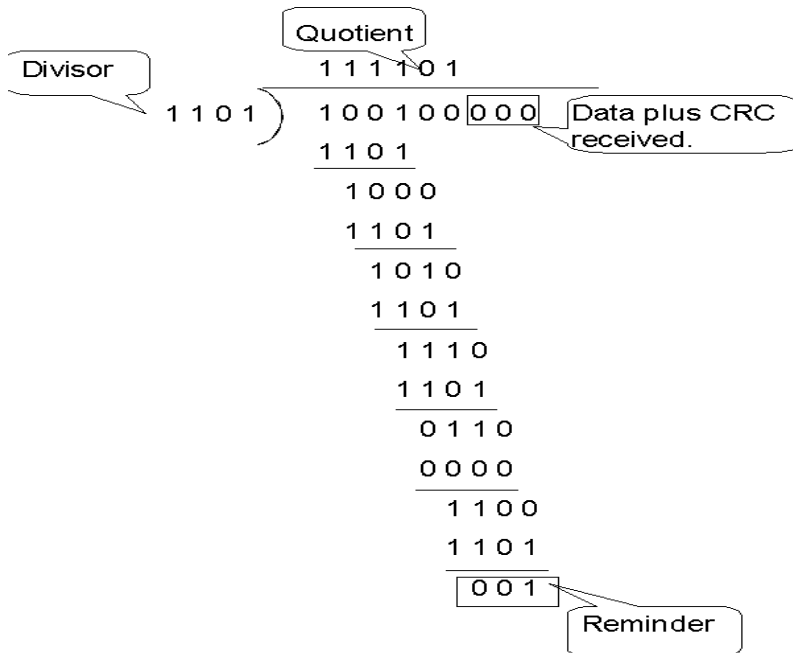 Quotient
Divisor
1 1 1 1 0 1
1 1 0 1
1 0 0 1 0 0 0 0 0
Data plus CRC
received.
1 1 0 1
1 0 0 0
1 1 0 1
1 0 1 0
1 1 0 1
1 1 1 0
1 1 0 1
0 1 1 0
0 0 0 0
1 1 0 0
1 1 0 1
0 0 1
Reminder